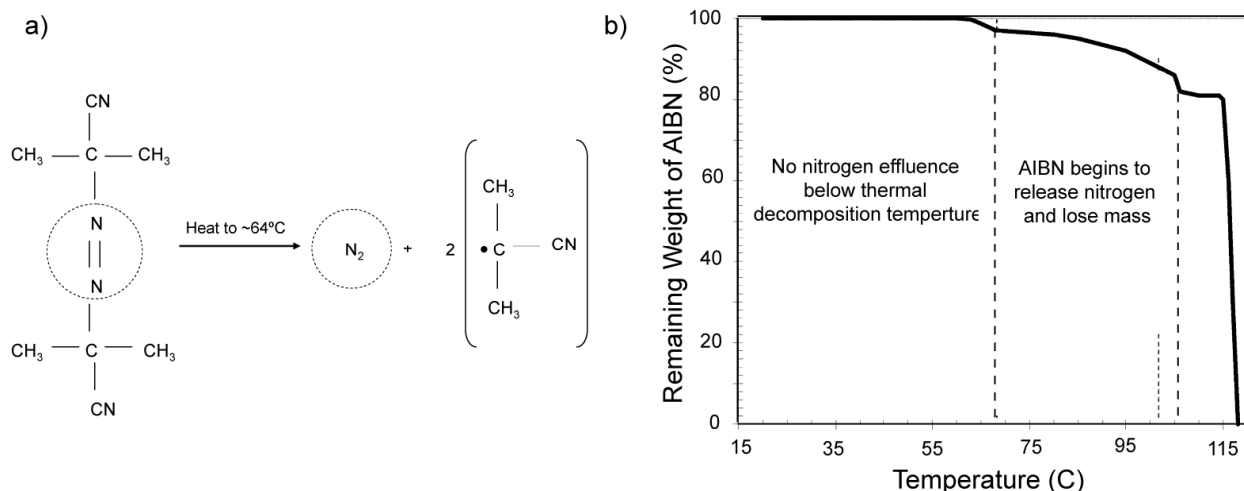 a)
CN
CH3 C CH3
N
N
CH3 C CH3
CN
Heat to ~64ºC
N2 + 2
CH3
• C CN
CH3
b)
Remaining Weight of AIBN (%)
100
80
60
40
20
0
No nitrogen effluence
below thermal
decomposition temperture
AIBN begins to
release nitrogen
and lose mass
15 35 55 75 95 115
Temperature (C)